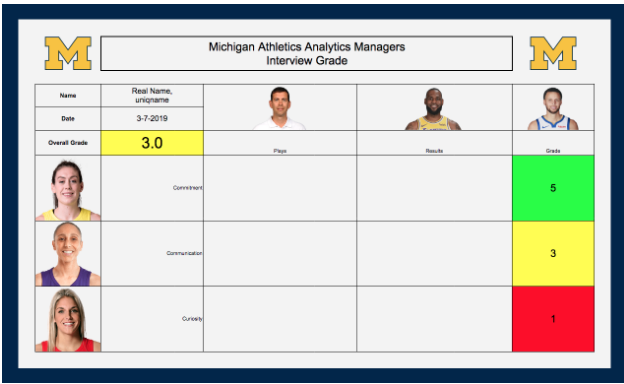 M
Michigan Athletics Analytics Managers
Interview Grade
M
Name
Real Name,
uniqname
Date
3-7-2019
Overall Grade
3.0
Plays
Results
Grade
Commitment
5
Communication
3
Curiosity
1